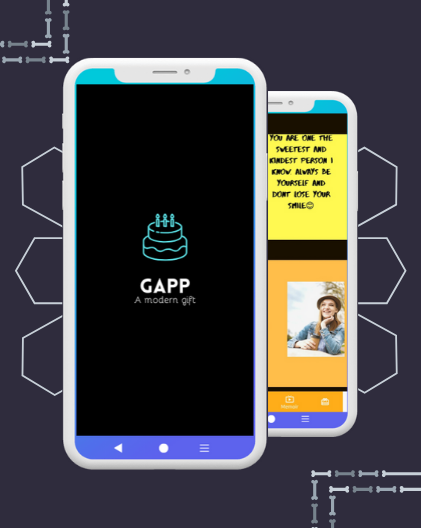 GAPP
A modern gift
YOU ARE ONE THE
SWEETEST AND
KINDEST PERSON I
KNOW ALWAYS BE
YOURSELF AND
DONT LOSE YOUR
SMILE😊